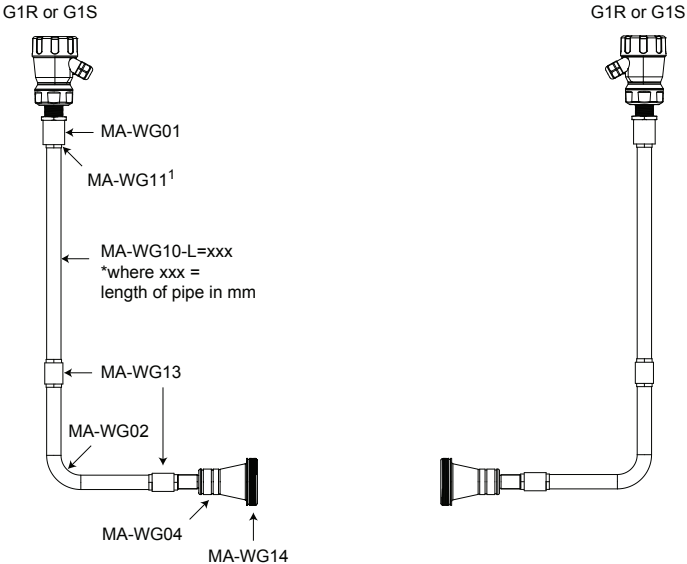 G1R or G1S
G1R or G1S
MA-WG01
MA-WG11¹
MA-WG10-L=xxx
*where xxx =
length of pipe in mm
MA-WG13
MA-WG02
MA-WG04
MA-WG14